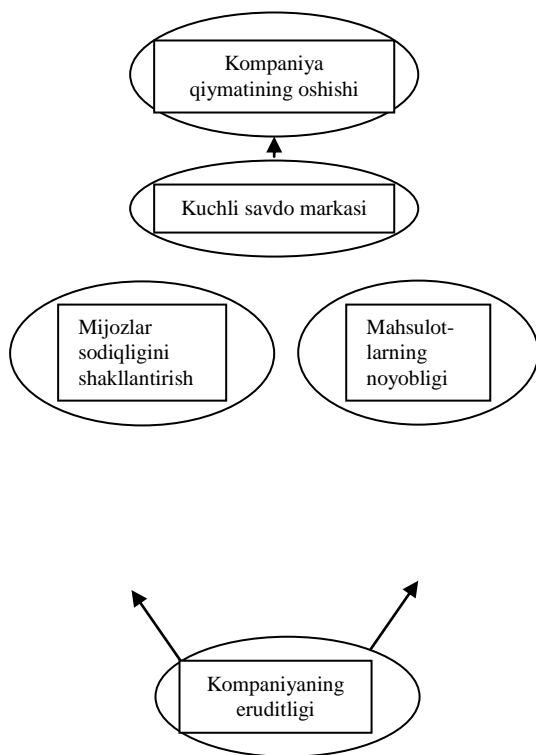 Kompaniya
qiymatining oshishi
Kuchli savdo markasi
Mijozlar
sodiqligini
shakllantirish
Mahsulot-
larning
noyobligi
Kompaniyaning
eruditligi